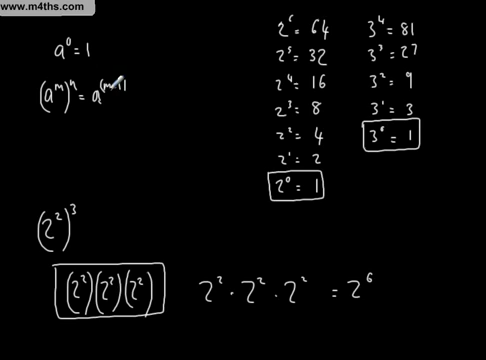 www.m4ths.com
a⁰ = 1
(aᵐ)ⁿ = a
2⁶ = 64
2⁵ = 32
2⁴ = 16
2³ = 8
2² = 4
2¹ = 2
2⁰ = 1
3⁴ = 81
3³ = 27
3² = 9
3¹ = 3
3⁰ = 1
(2²)³
(2²)(2²)(2²) 2² · 2² · 2² = 2⁶